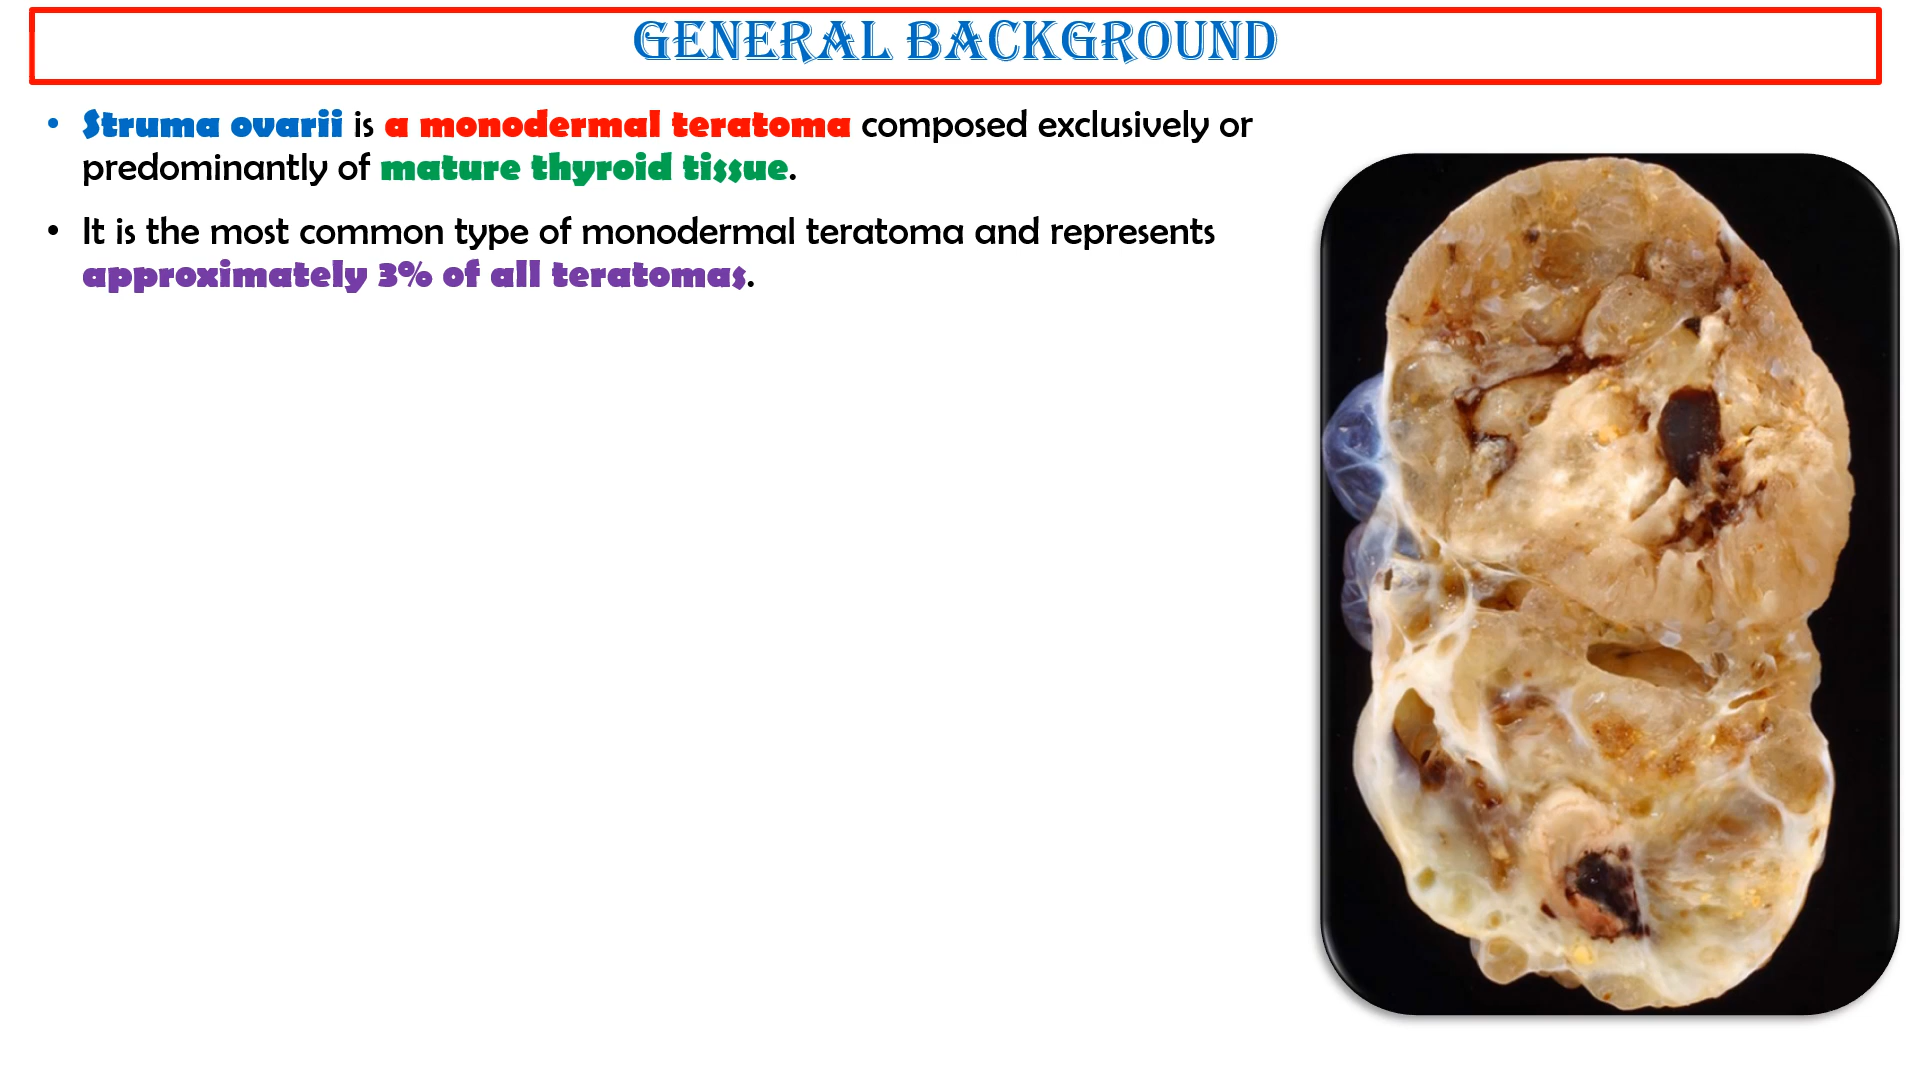 GENERAL BACKGROUND
• Struma ovarii is a monodermal teratoma composed exclusively or
predominantly of mature thyroid tissue.
• It is the most common type of monodermal teratoma and represents
approximately 3% of all teratomas.